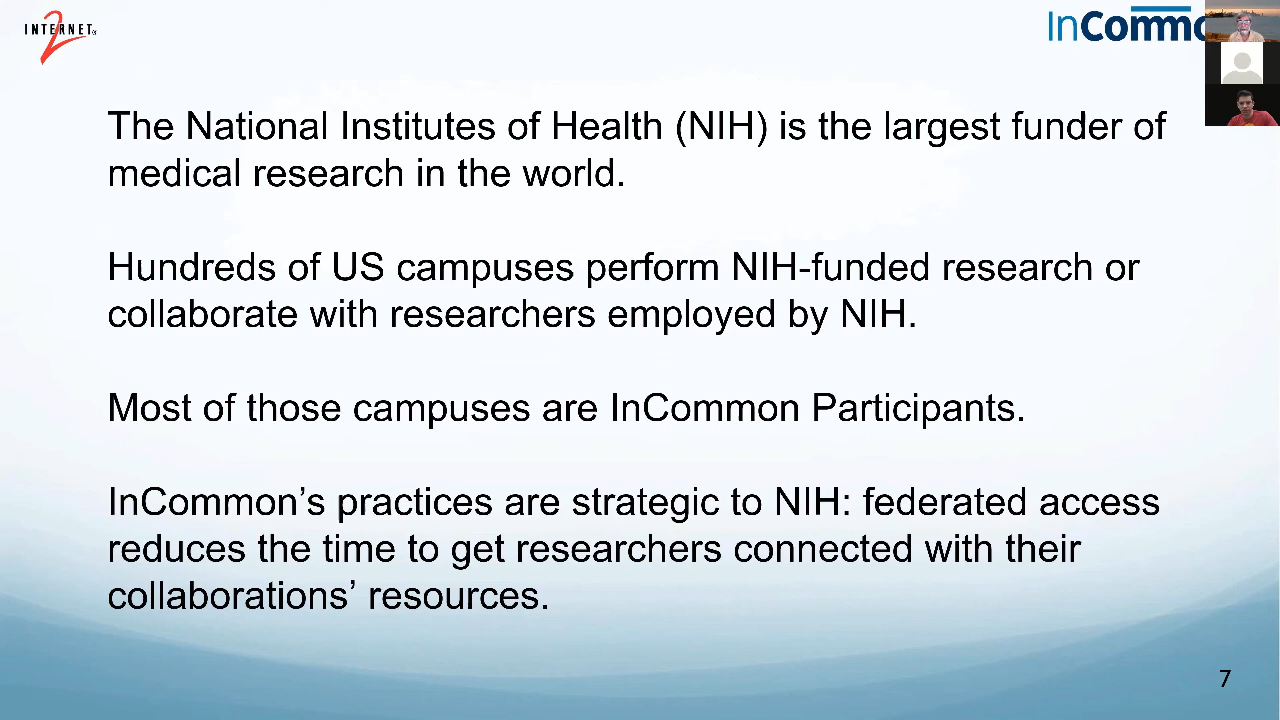 INTERNET
2
InCommo
The National Institutes of Health (NIH) is the largest funder of
medical research in the world.
Hundreds of US campuses perform NIH-funded research or
collaborate with researchers employed by NIH.
Most of those campuses are InCommon Participants.
InCommon’s practices are strategic to NIH: federated access
reduces the time to get researchers connected with their
collaborations’ resources.
7